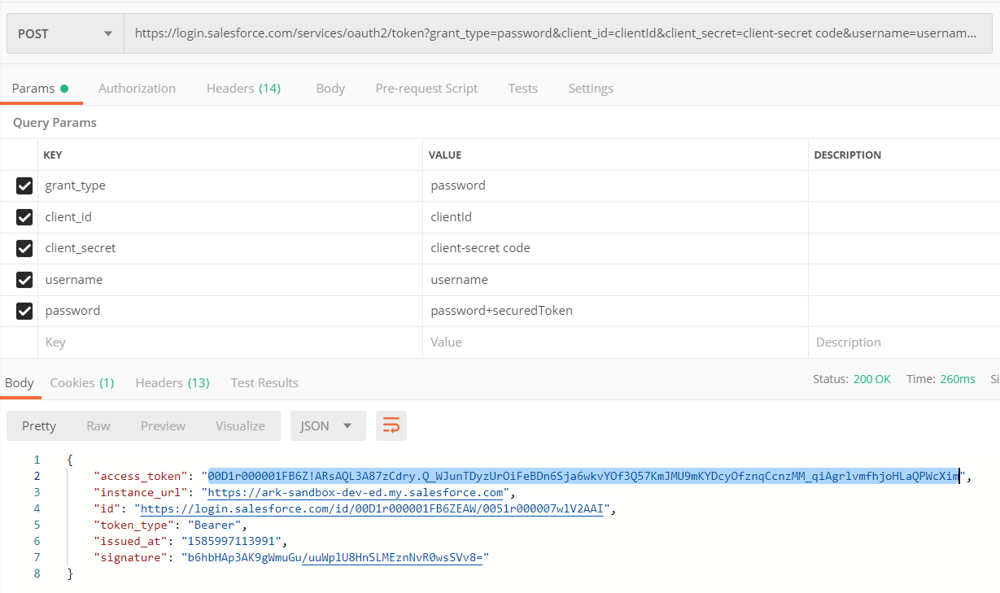 POST https://login.salesforce.com/services/oauth2/token?grant_type=password&client_id=clientId&client_secret=client-secret code&username=usernam...
Params Authorization Headers (14) Body Pre-request Script Tests Settings
Query Params
KEY VALUE DESCRIPTION
grant_type password
client_id clientId
client_secret client-secret code
username username
password password+securedToken
Key Value Description
Body Cookies (1) Headers (13) Test Results Status: 200 OK Time: 260ms Si
Pretty Raw Preview Visualize JSON
1 {
2 "access_token": "00D1r000001FB6Z!ARsAQL3A87zCdry.Q_WJunTDyzUrOiFeBDn6Sja6wkvYOf3Q57KmJMU9mKYDcyOfznqCcnzMM_qiAgrlvmfhjoHLaQPWcXim",
3 "instance_url": "https://ark-sandbox-dev-ed.my.salesforce.com",
4 "id": "https://login.salesforce.com/id/00D1r000001FB6ZEAW/0051r000007wlV2AAI",
5 "token_type": "Bearer",
6 "issued_at": "1585997113991",
7 "signature": "b6hbHAp3AK9gWmuGu/uuWplU8HnSLMEznNvR0wsSVv8="
8 }